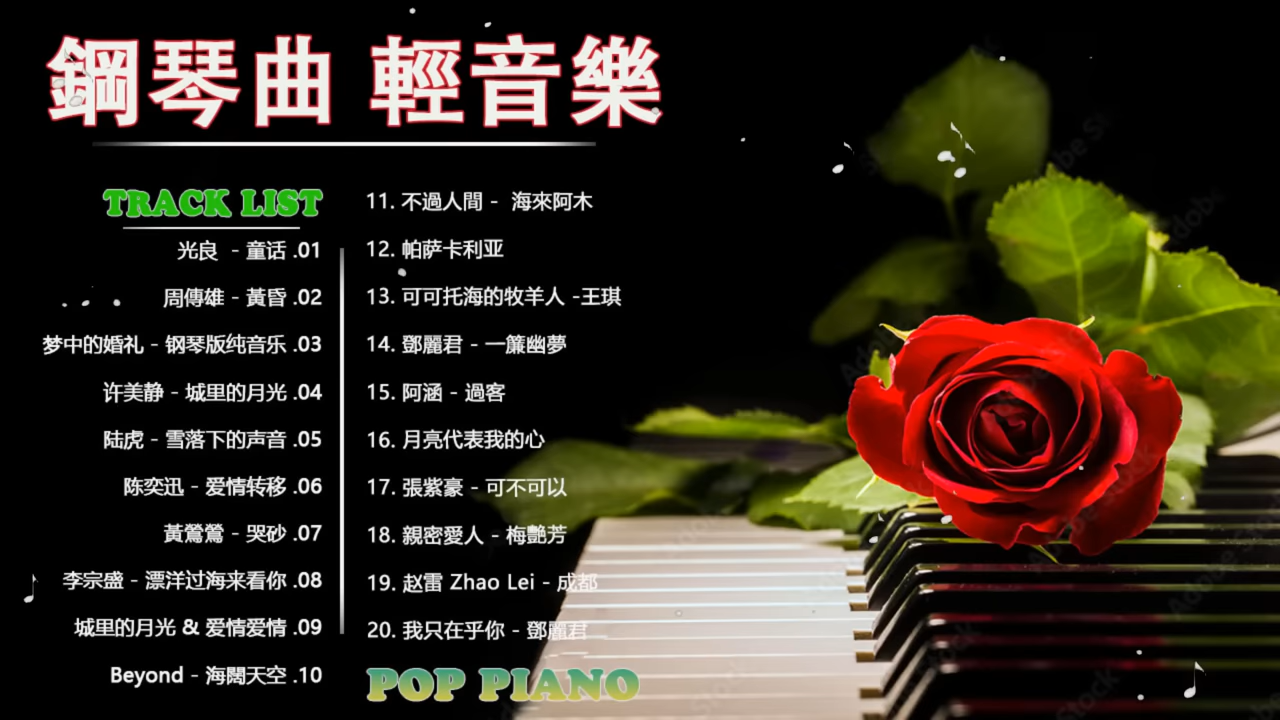 鋼琴曲 輕音樂
TRACK LIST
光良 - 童话 .01
周傳雄 - 黃昏 .02
梦中的婚礼 - 钢琴版纯音乐 .03
许美静 - 城里的月光 .04
陆虎 - 雪落下的声音 .05
陈奕迅 - 爱情转移 .06
黃鶯鶯 - 哭砂 .07
李宗盛 - 漂洋过海来看你 .08
城里的月光 & 爱情爱情 .09
Beyond - 海闊天空 .10
11. 不過人間 - 海來阿木
12. 帕萨卡利亚
13. 可可托海的牧羊人 -王琪
14. 鄧麗君 - 一簾幽夢
15. 阿涵 - 過客
16. 月亮代表我的心
17. 張紫豪 - 可不可以
18. 親密愛人 - 梅艷芳
19. 赵雷 Zhao Lei - 成都
20. 我只在乎你 - 鄧麗君
POP PIANO